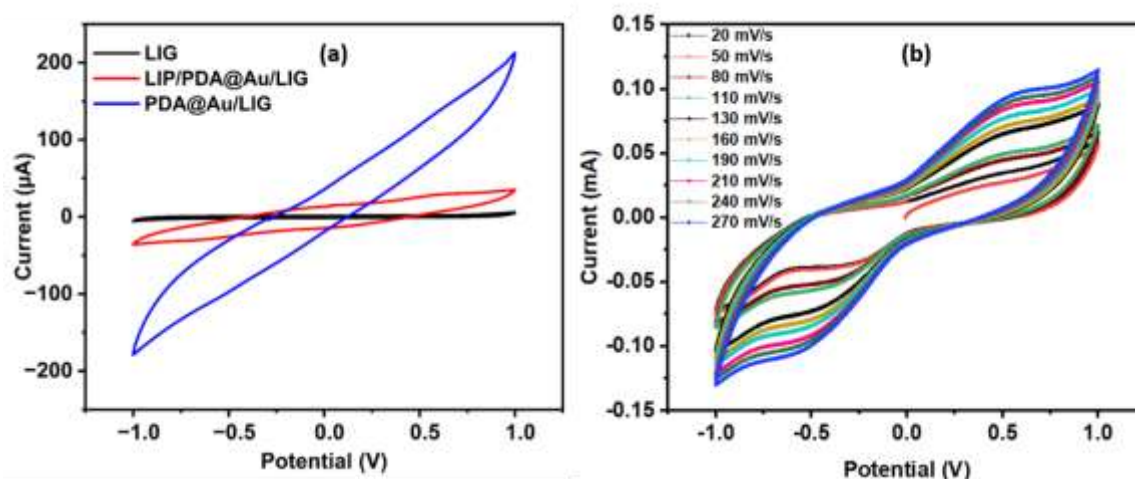 (a)
LIG
LIP/PDA@Au/LIG
PDA@Au/LIG
200
100
0
−100
−200
Current (µA)
−1.0
−0.5
0.0
0.5
1.0
Potential (V)
(b)
20 mV/s
50 mV/s
80 mV/s
110 mV/s
130 mV/s
160 mV/s
190 mV/s
210 mV/s
240 mV/s
270 mV/s
0.15
0.10
0.05
0.00
-0.05
-0.10
-0.15
Current (mA)
-1.0
-0.5
0.0
0.5
1.0
Potential (V)